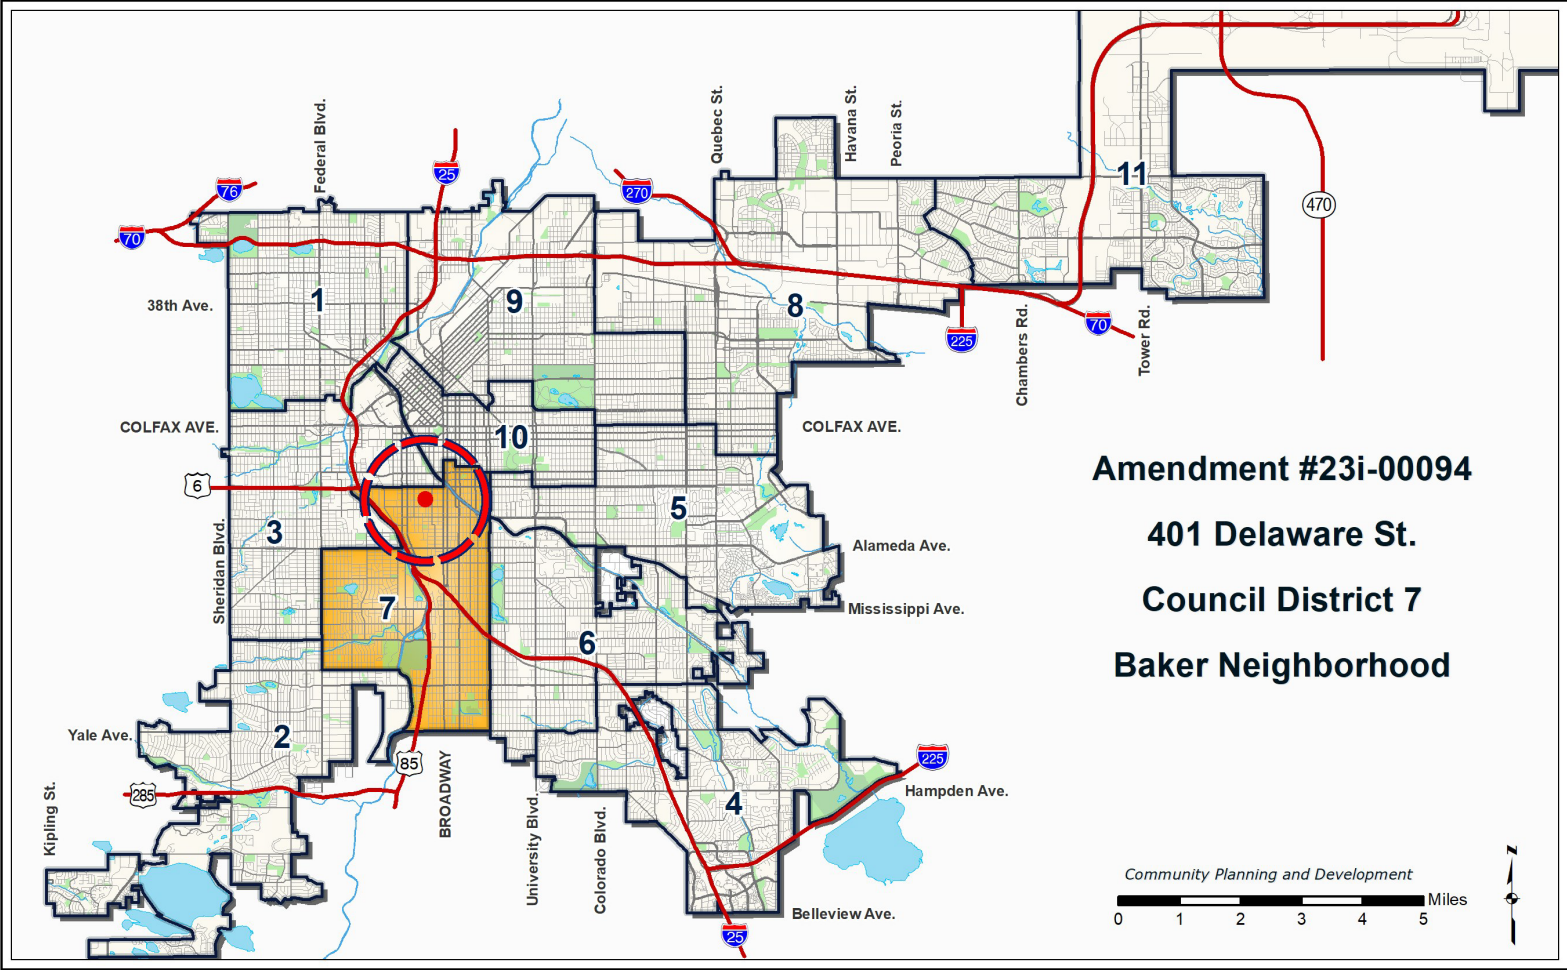 Federal Blvd.
Quebec St.
Havana St.
Peoria St.
76
25
270
11
70
470
38th Ave.
1
9
8
225
70
Chambers Rd.
Tower Rd.
COLFAX AVE.
10
COLFAX AVE.
6
Sheridan Blvd.
3
5
Alameda Ave.
7
Mississippi Ave.
6
Amendment #23i-00094
401 Delaware St.
Council District 7
Baker Neighborhood
Yale Ave.
2
85
225
285
Kipling St.
BROADWAY
University Blvd.
Colorado Blvd.
4
Hampden Ave.
Belleview Ave.
25
Community Planning and Development
Miles
0 1 2 3 4 5
N